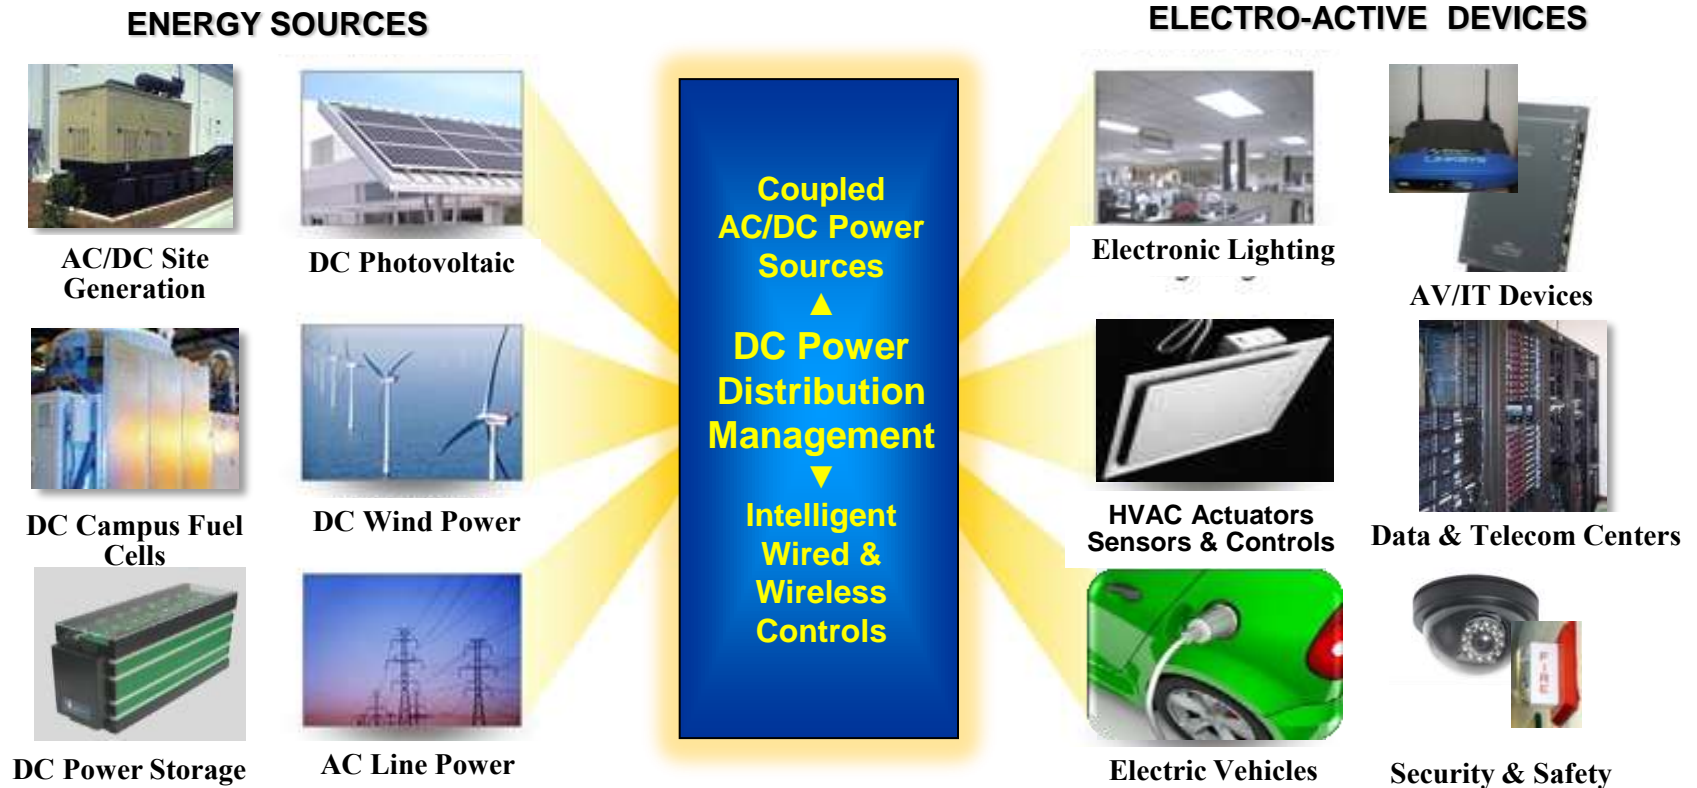 ENERGY SOURCES
ELECTRO-ACTIVE DEVICES
AC/DC Site
Generation
DC Photovoltaic
DC Campus Fuel
Cells
DC Wind Power
DC Power Storage
AC Line Power
Coupled
AC/DC Power
Sources
▲
DC Power
Distribution
Management
▼
Intelligent
Wired &
Wireless
Controls
Electronic Lighting
LINKSYS
AV/IT Devices
HVAC Actuators
Sensors & Controls
Data & Telecom Centers
Electric Vehicles
FIRE
Security & Safety